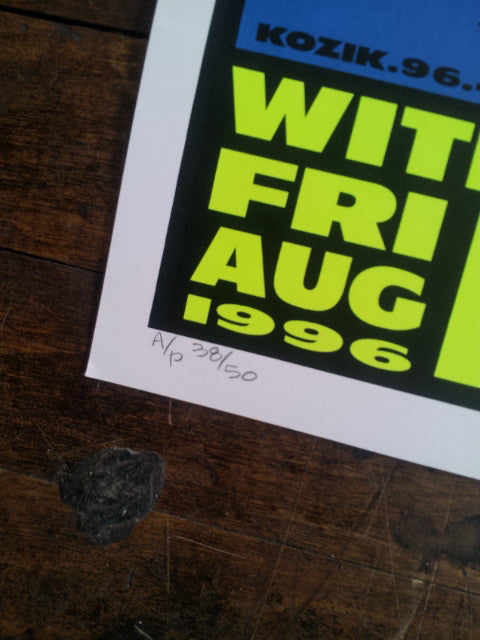 KOZIK.96.
WIT
FRI
AUG
1996
A/P 38/50